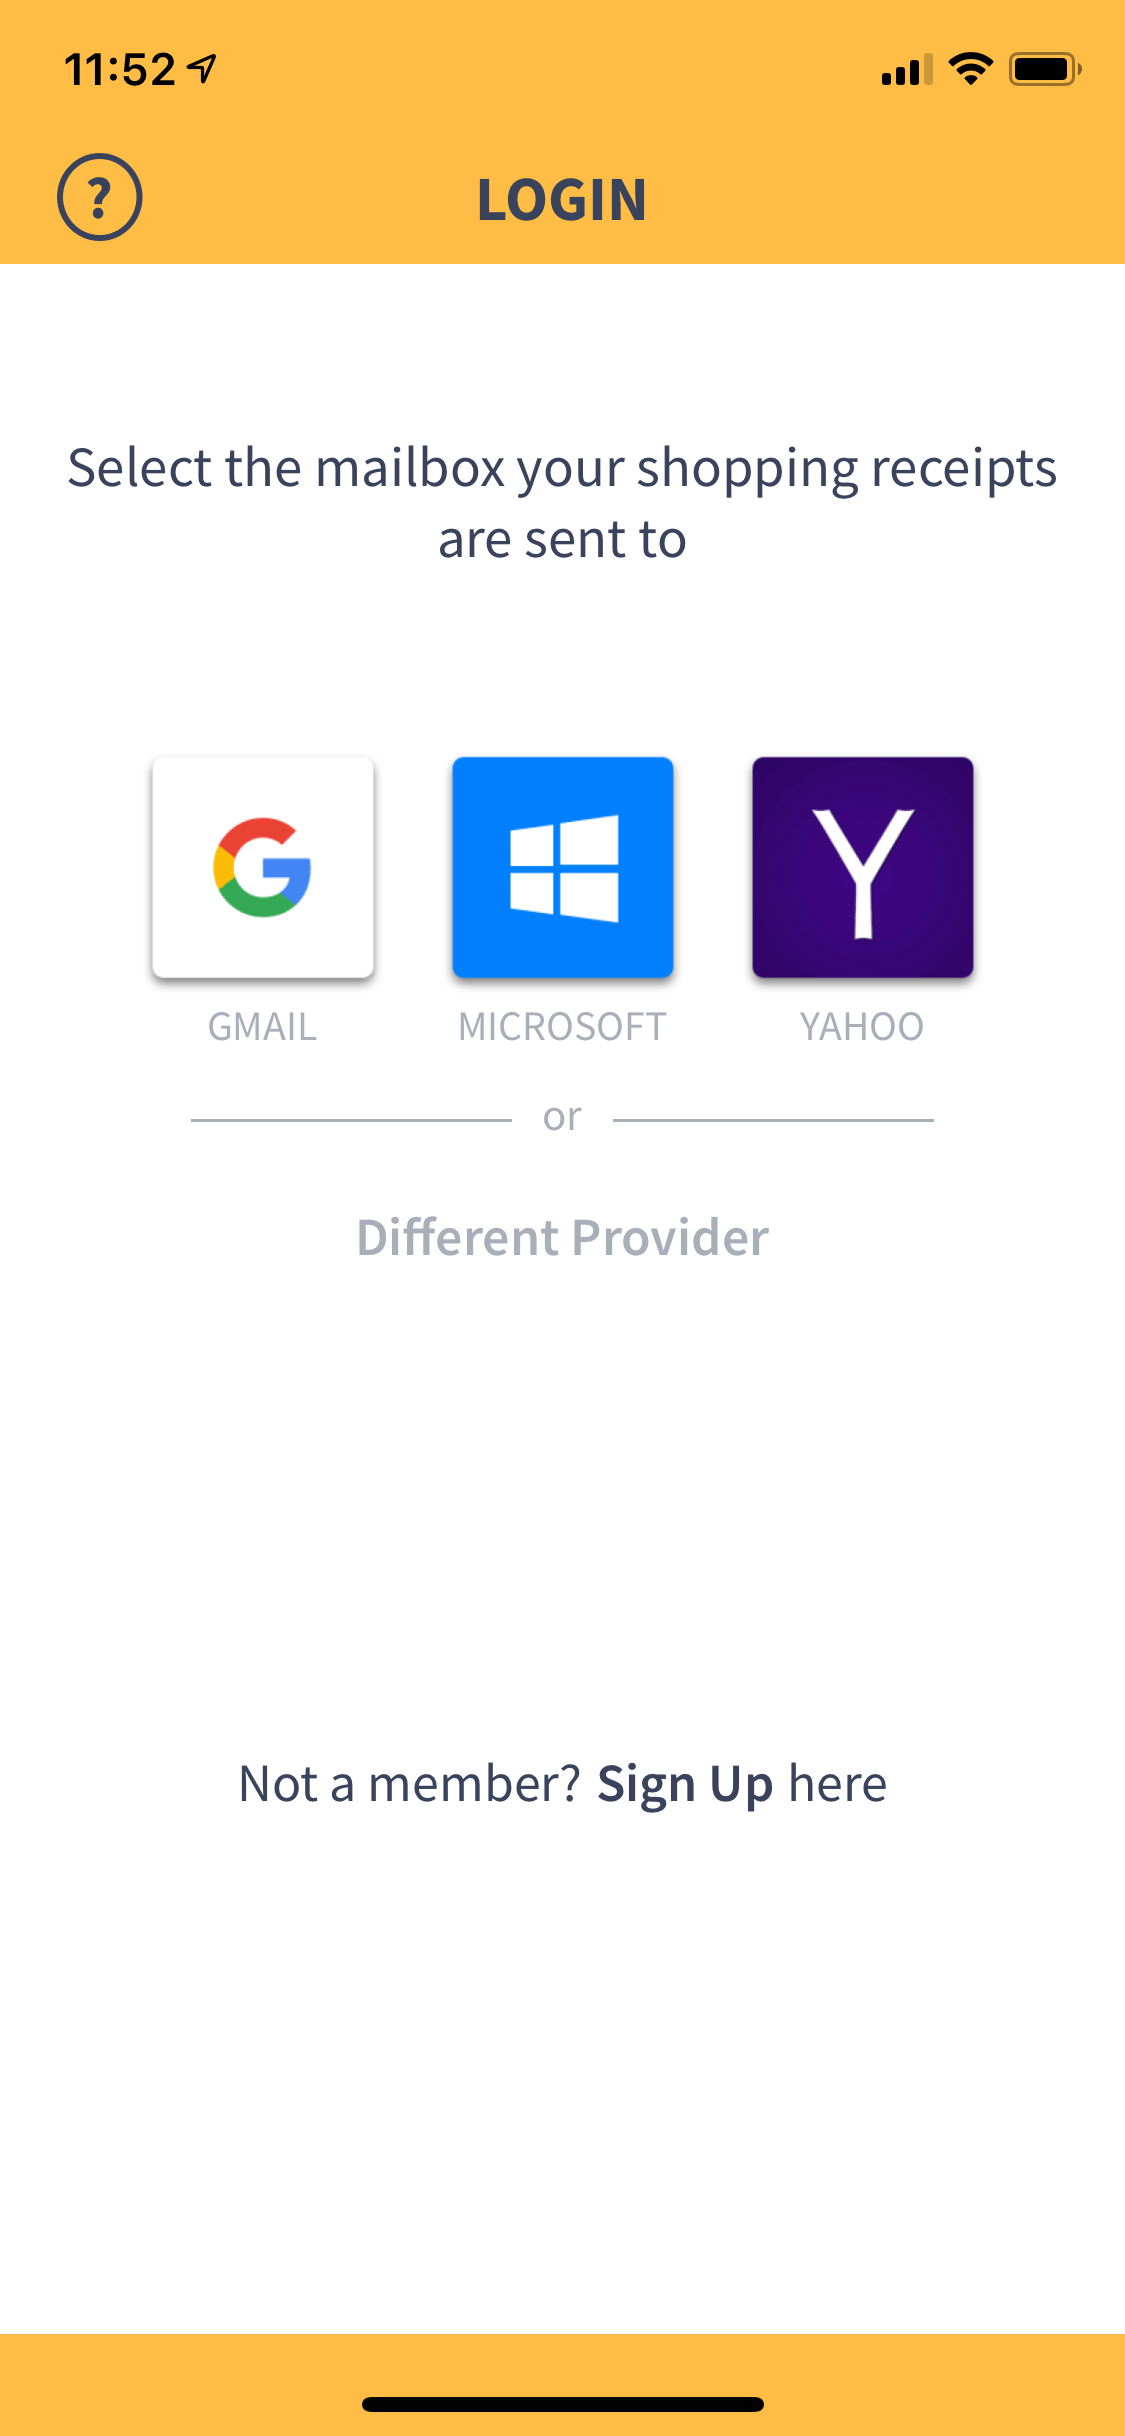 11:52
?
LOGIN
Select the mailbox your shopping receipts
are sent to
G
Y
GMAIL MICROSOFT YAHOO
or
Different Provider
Not a member? Sign Up here